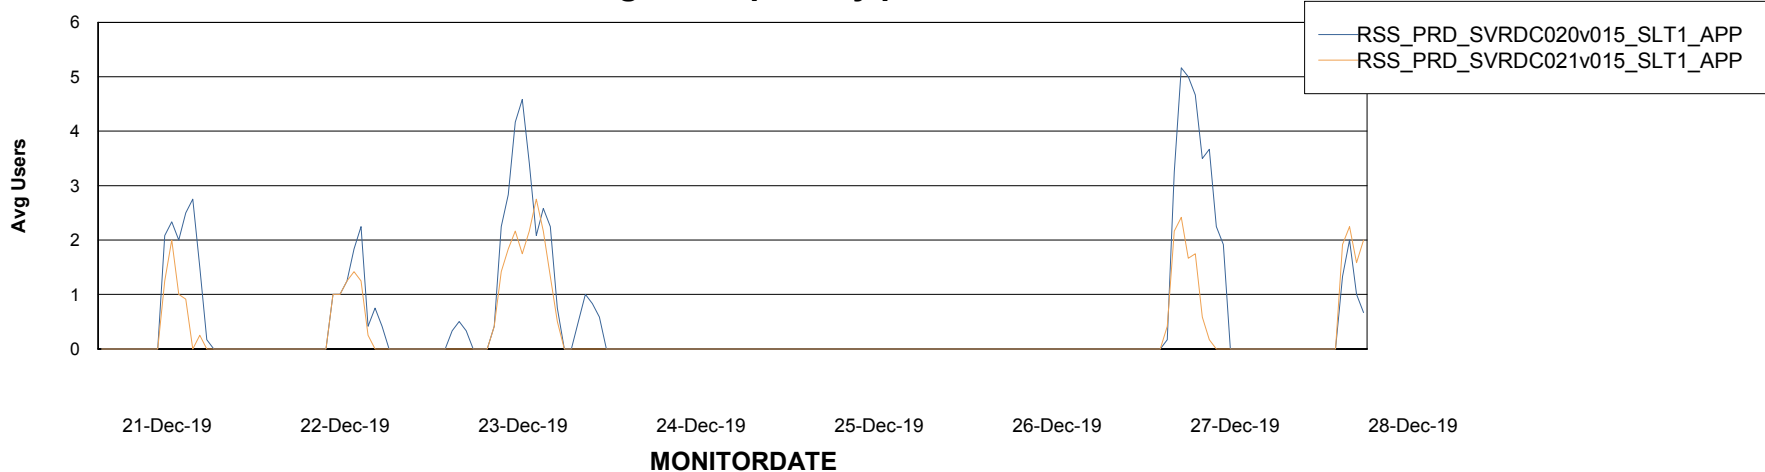 RSS_PRD_SVRDC020v015_SLT1_APP
RSS_PRD_SVRDC021v015_SLT1_APP
6
5
4
3
2
1
0
Avg Users
21-Dec-19 22-Dec-19 23-Dec-19 24-Dec-19 25-Dec-19 26-Dec-19 27-Dec-19 28-Dec-19
MONITORDATE